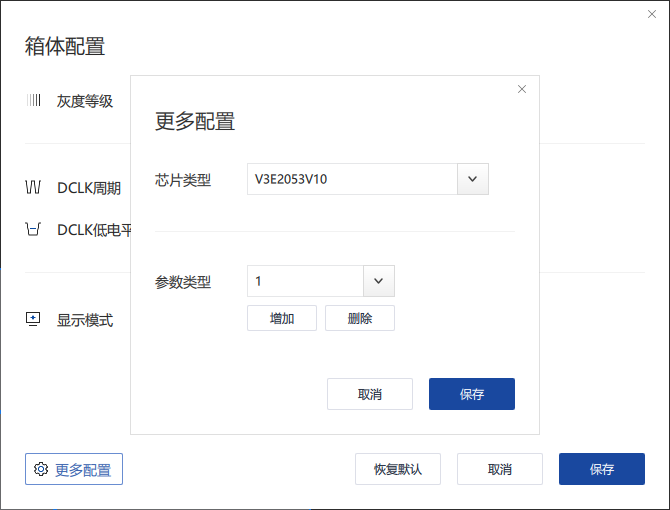 箱体配置
灰度等级
更多配置
芯片类型
V3E2053V10
DCLK周期
DCLK低电平
参数类型
1
增加
删除
显示模式
取消
保存
更多配置
恢复默认
取消
保存